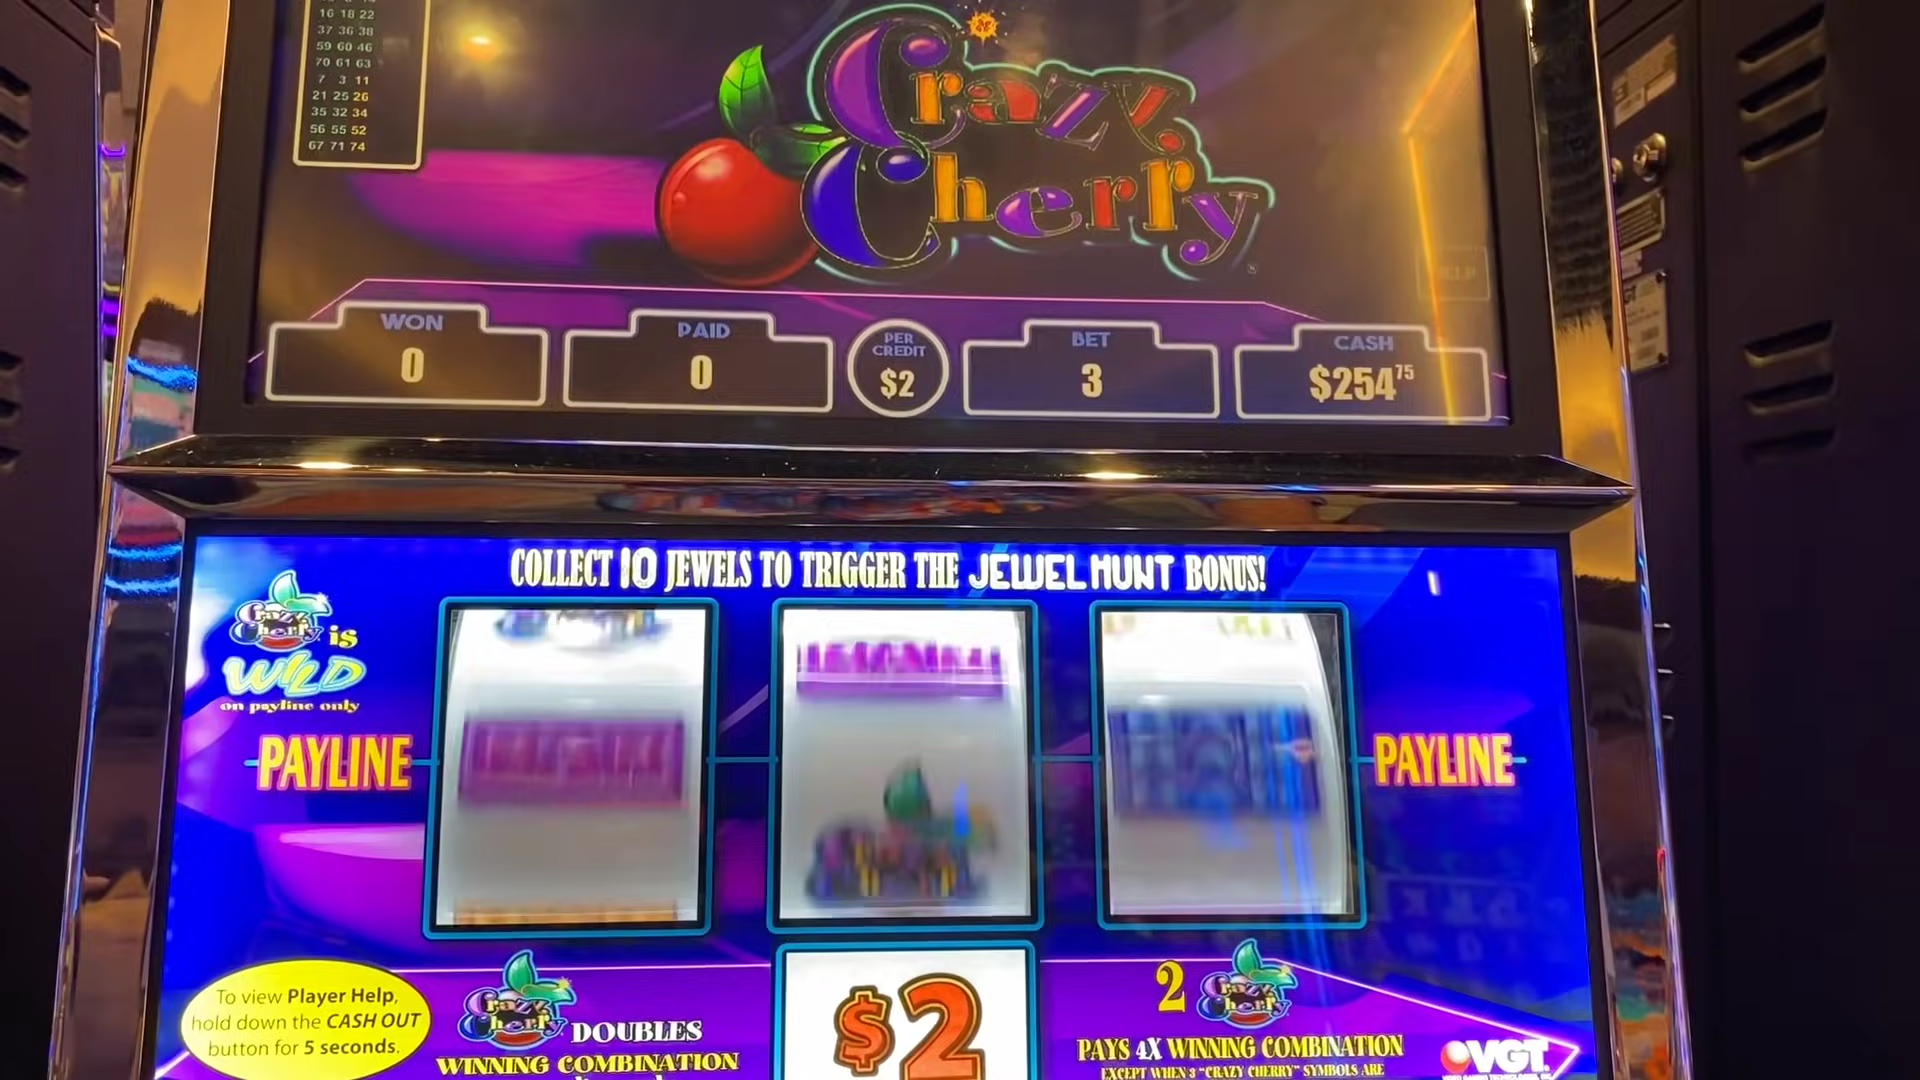 16 18 22
37 36 38
59 60 46
70 61 63
7 3 11
21 25 26
35 32 34
56 55 52
67 71 74
Crazy
Cherry
WON
0
PAID
0
PER
CREDIT
$2
BET
3
CASH
$254 75
HELP
COLLECT 10 JEWELS TO TRIGGER THE JEWEL HUNT BONUS!
Crazy
Cherry is
WILD
on payline only
PAYLINE
PAYLINE
To view Player Help,
hold down the CASH OUT
button for 5 seconds.
Crazy
Cherry DOUBLES
WINNING COMBINATION
$2
2 Crazy
Cherry
PAYS 4X WINNING COMBINATION
EXCEPT WHEN 3 "CRAZY CHERRY" SYMBOLS ARE
VGT